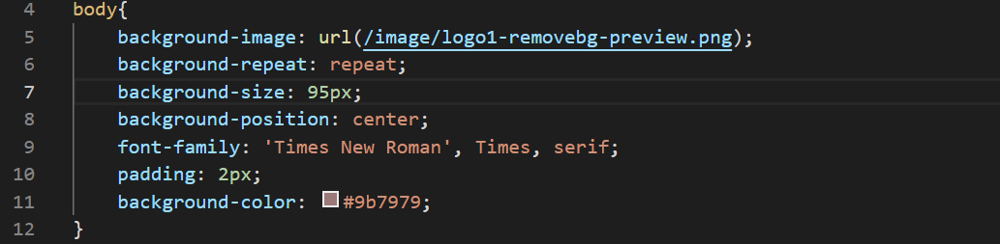 4 body{
5 background-image: url(/image/logo1-removebg-preview.png);
6 background-repeat: repeat;
7 background-size: 95px;
8 background-position: center;
9 font-family: 'Times New Roman', Times, serif;
10 padding: 2px;
11 background-color: #9b7979;
12 }